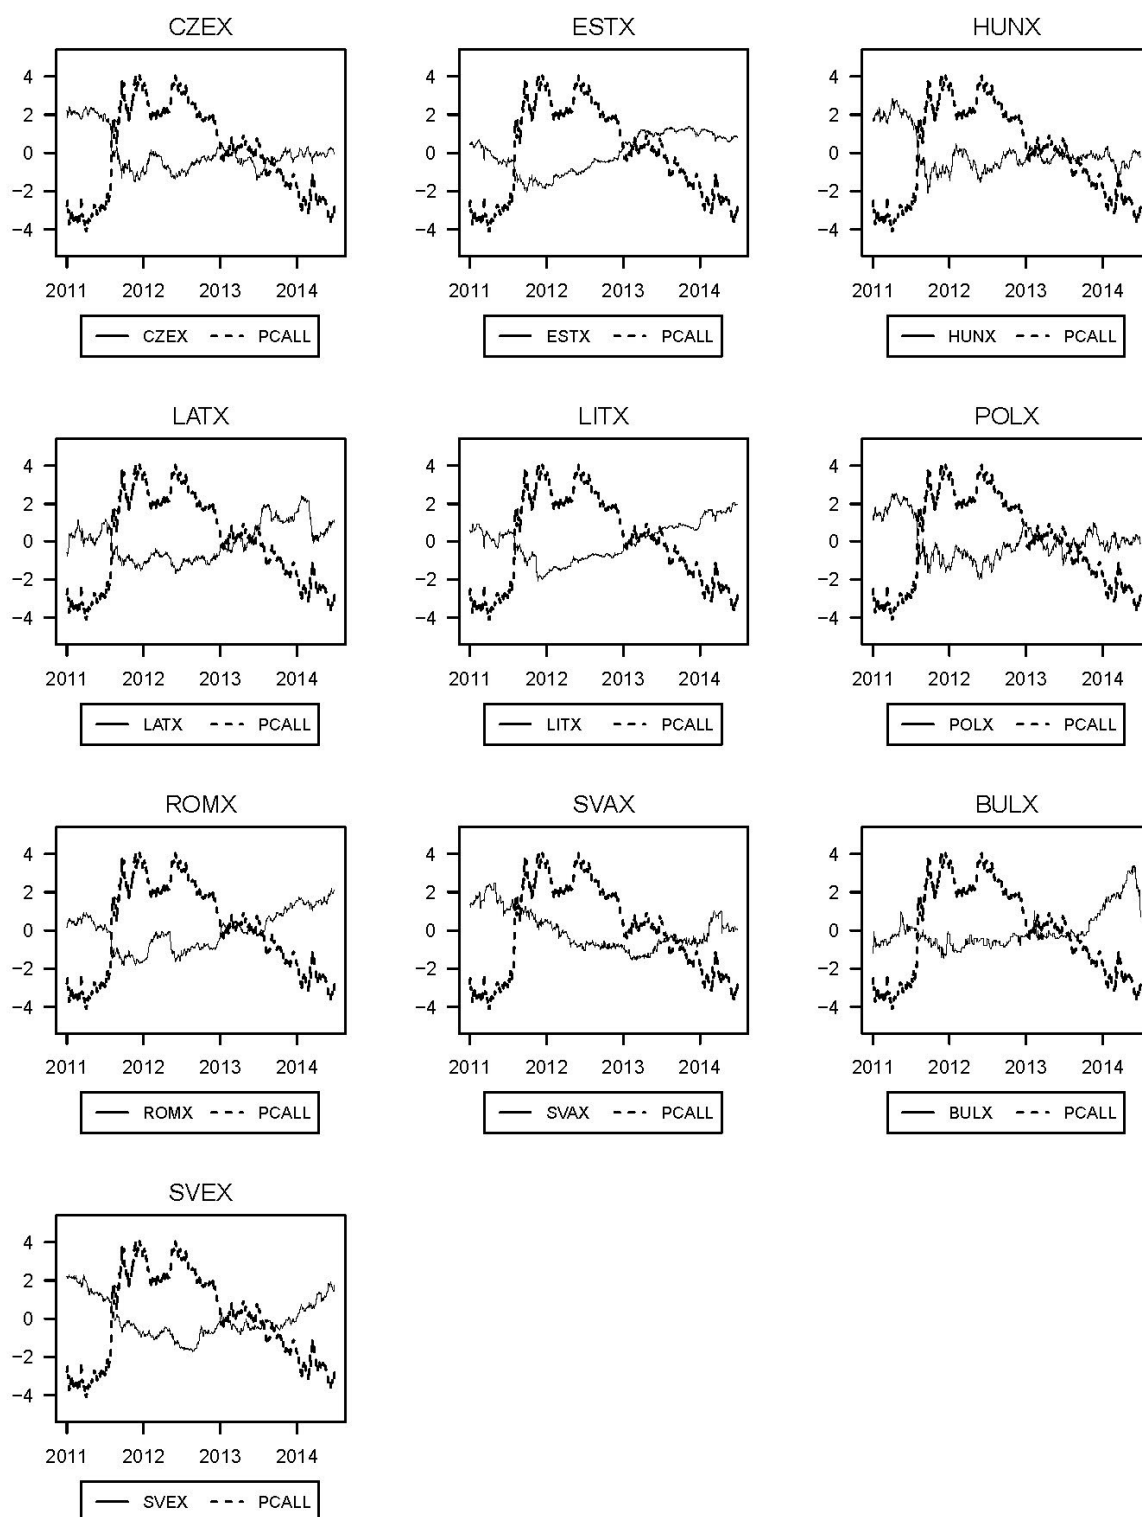 CZEX ESTX HUNX
4 4 4
2 2 2
0 0 0
−2 −2 −2
−4 −4 −4
2011 2012 2013 2014 2011 2012 2013 2014 2011 2012 2013 2014
CZEX PCALL ESTX PCALL HUNX PCALL
LATX LITX POLX
4 4 4
2 2 2
0 0 0
−2 −2 −2
−4 −4 −4
2011 2012 2013 2014 2011 2012 2013 2014 2011 2012 2013 2014
LATX PCALL LITX PCALL POLX PCALL
ROMX SVAX BULX
4 4 4
2 2 2
0 0 0
−2 −2 −2
−4 −4 −4
2011 2012 2013 2014 2011 2012 2013 2014 2011 2012 2013 2014
ROMX PCALL SVAX PCALL BULX PCALL
SVEX
4
2
0
−2
−4
2011 2012 2013 2014
SVEX PCALL